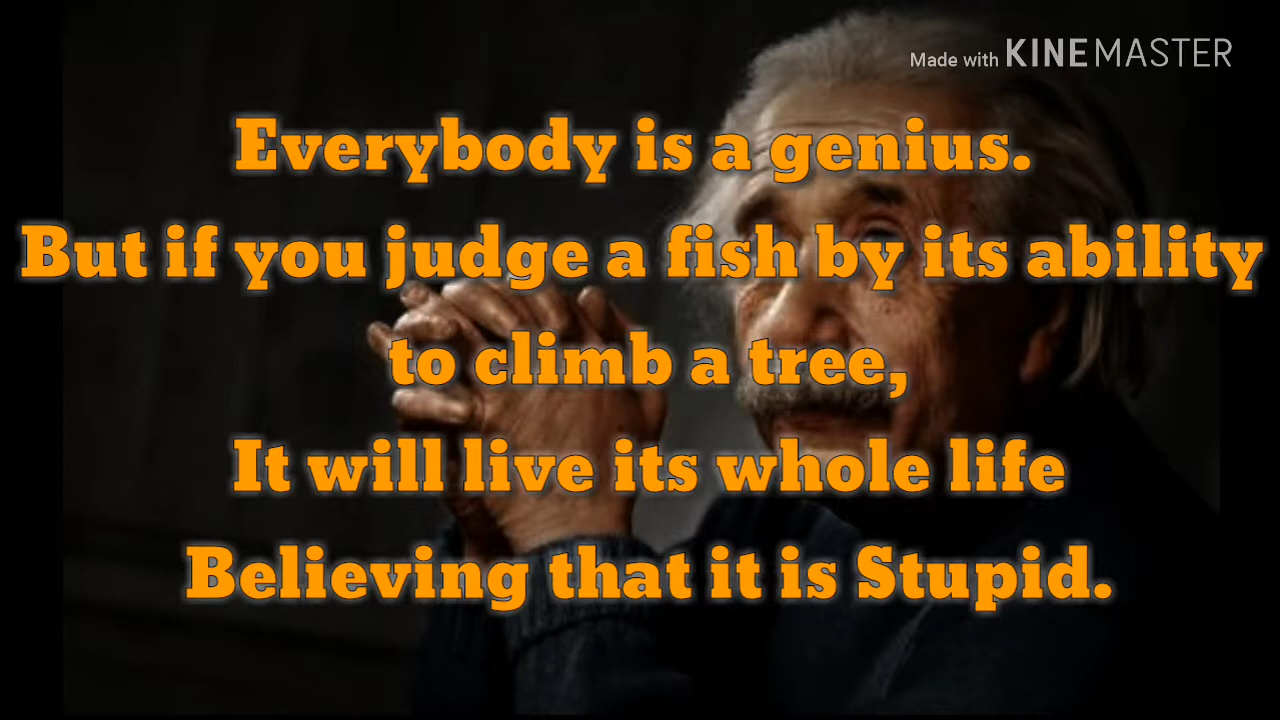 Made with KINEMASTER
Everybody is a genius.
But if you judge a fish by its ability
to climb a tree,
It will live its whole life
Believing that it is Stupid.